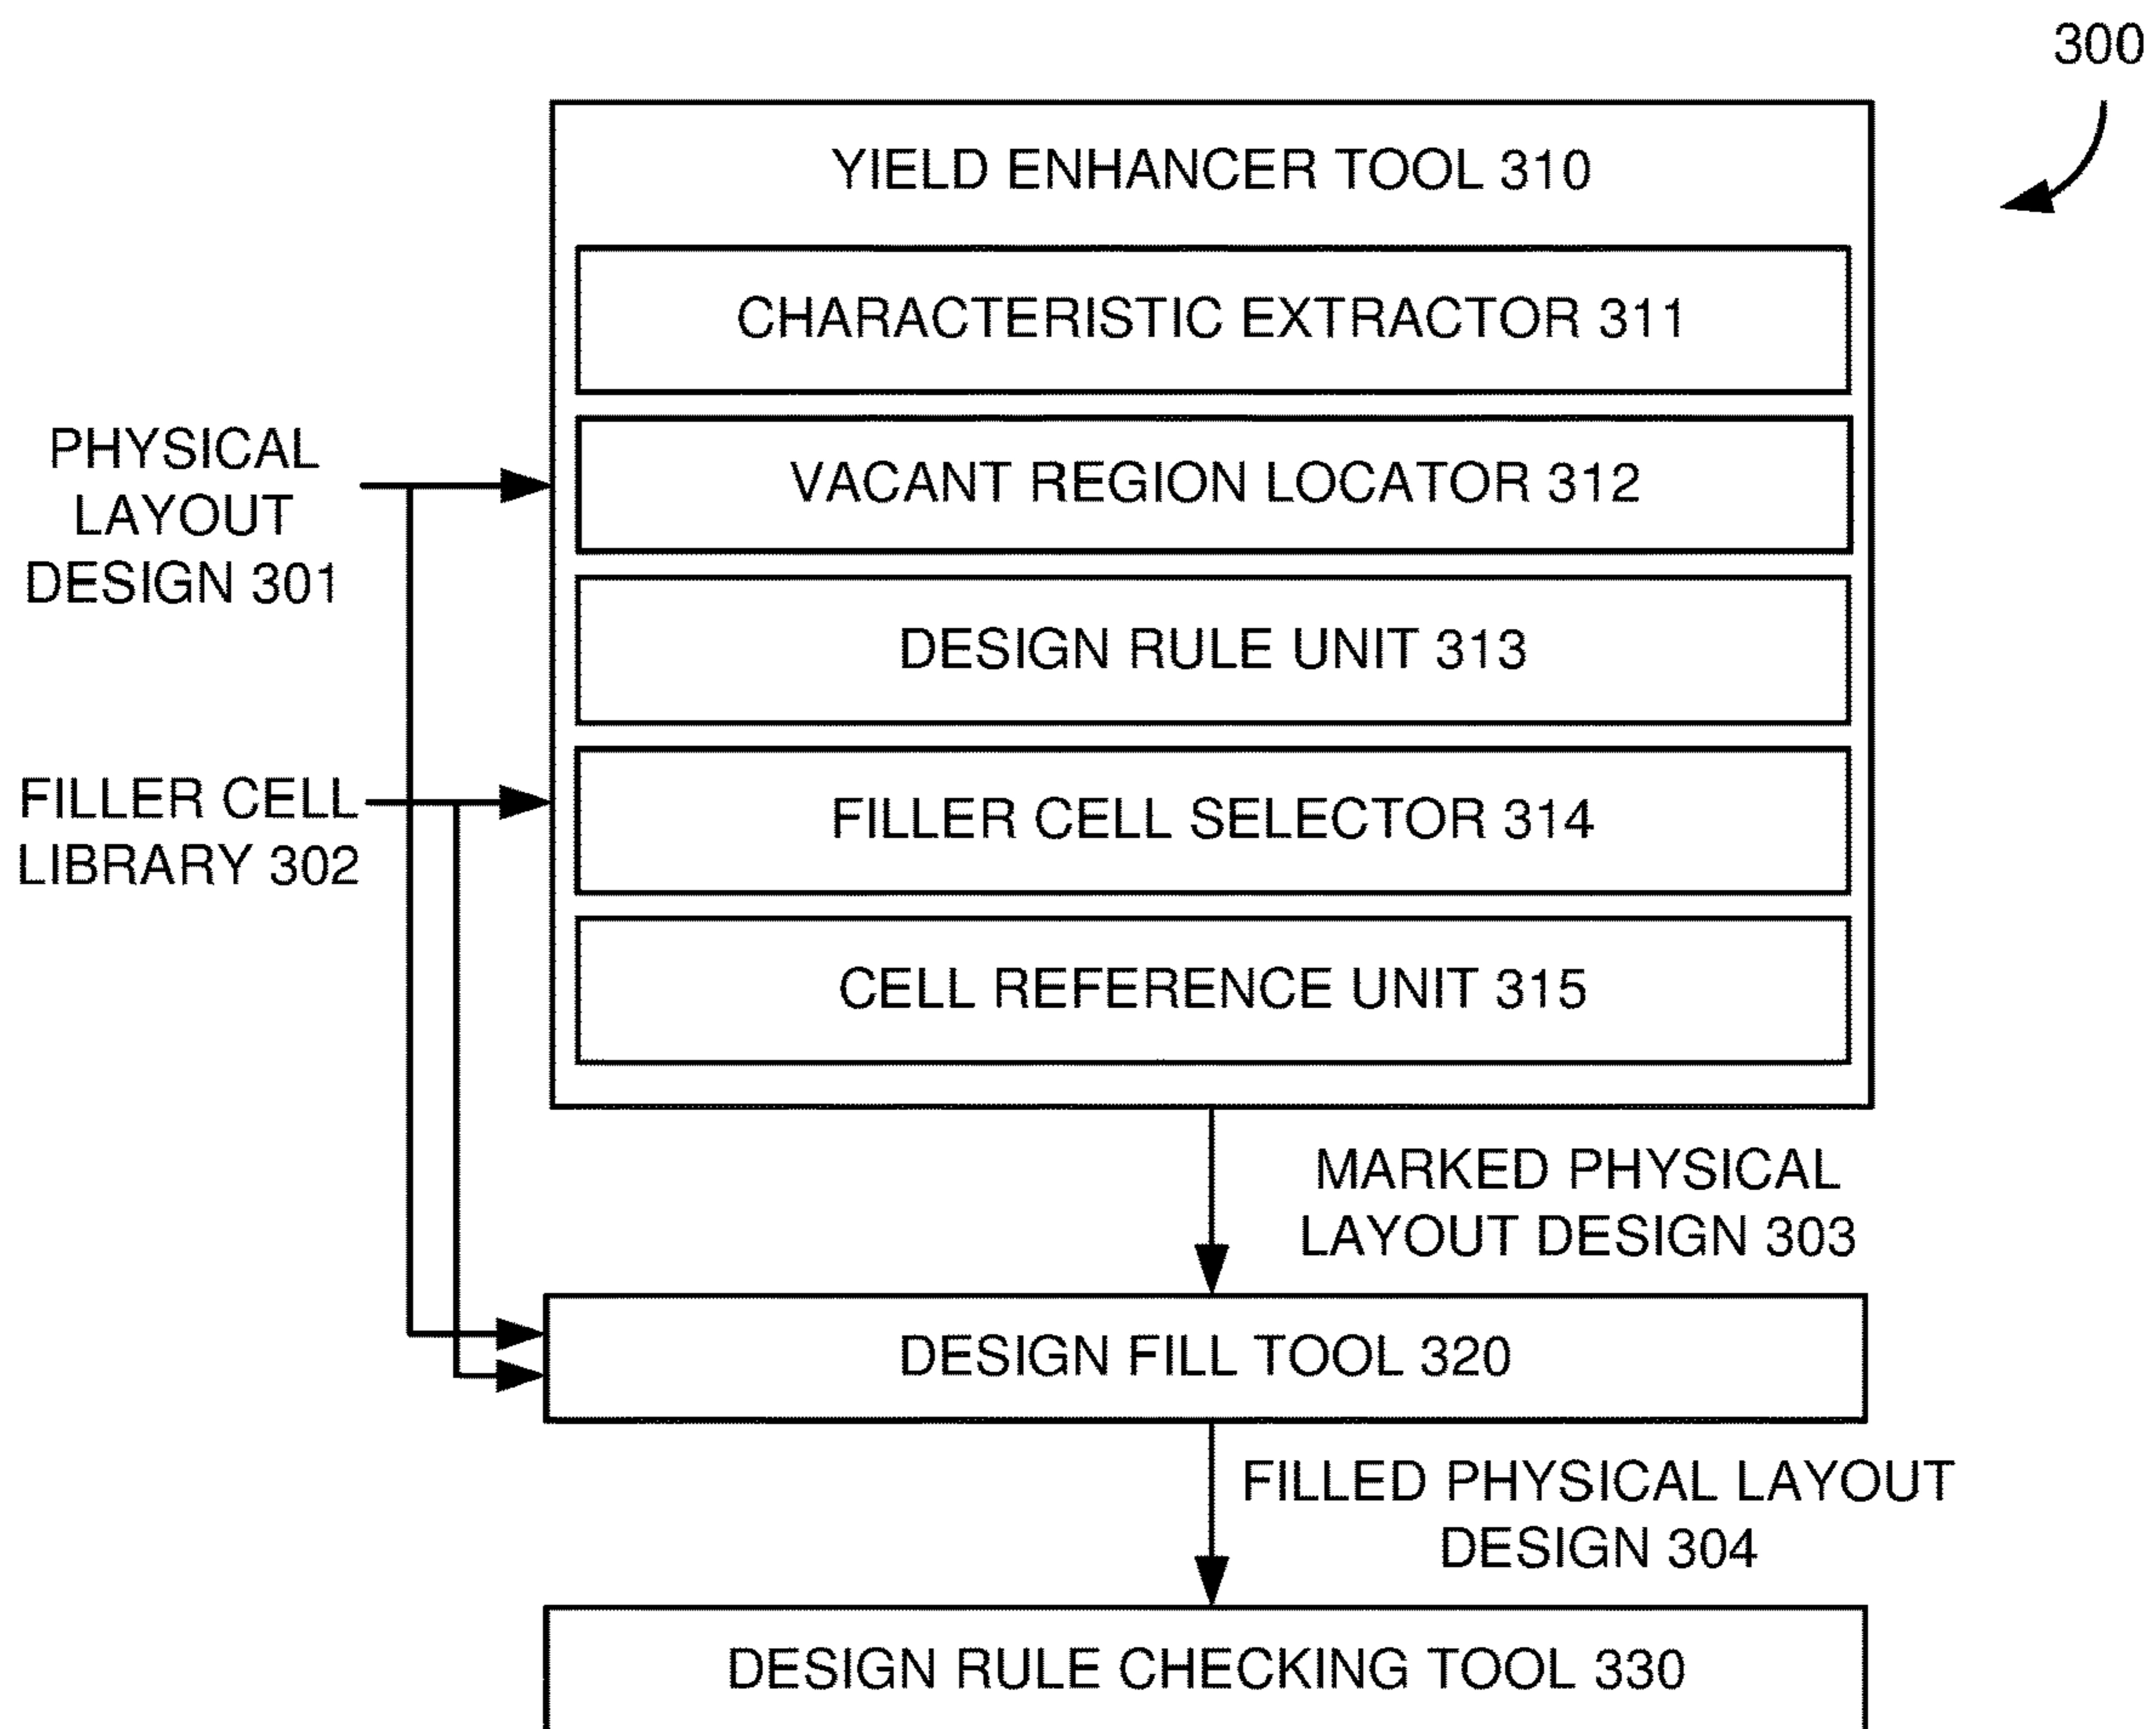 300
YIELD ENHANCER TOOL 310
CHARACTERISTIC EXTRACTOR 311
PHYSICAL
LAYOUT
DESIGN 301
VACANT REGION LOCATOR 312
DESIGN RULE UNIT 313
FILLER CELL
LIBRARY 302
FILLER CELL SELECTOR 314
CELL REFERENCE UNIT 315
MARKED PHYSICAL
LAYOUT DESIGN 303
DESIGN FILL TOOL 320
FILLED PHYSICAL LAYOUT
DESIGN 304
DESIGN RULE CHECKING TOOL 330